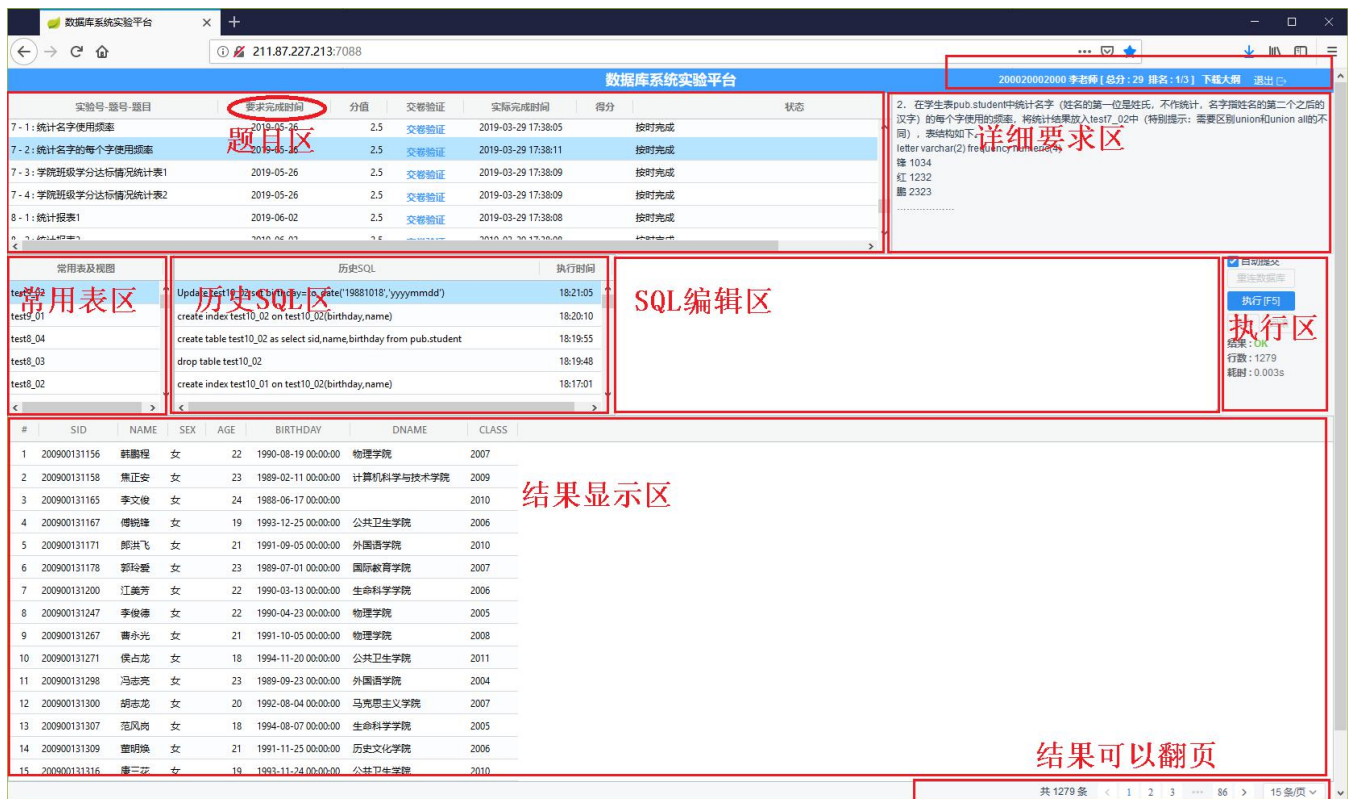 数据库系统实验平台
211.87.227.213:7088
数据库系统实验平台
200020002000 李老师 [ 总分 : 29 排名 : 1/3 ] 下载大纲 退出
实验号-题号-题目 要求完成时间 分值 交卷验证 实际完成时间 得分 状态
7 - 1 : 统计名字使用频率 2019-05-26 2.5 交卷验证 2019-03-29 17:38:05 按时完成
7 - 2 : 统计名字的每个字使用频率 2019-05-26 2.5 交卷验证 2019-03-29 17:38:11 按时完成
7 - 3 : 学院班级学分达标情况统计表1 2019-05-26 2.5 交卷验证 2019-03-29 17:38:09 按时完成
7 - 4 : 学院班级学分达标情况统计表2 2019-05-26 2.5 交卷验证 2019-03-29 17:38:09 按时完成
8 - 1 : 统计报表1 2019-06-02 2.5 交卷验证 2019-03-29 17:38:08 按时完成
题目区
2、在学生表pub.student中统计名字（姓名的第一位是姓氏，不作统计，名字指姓名的第二个之后的
汉字）的每个字使用的频率，将统计结果放入test7_02中（特别提示：需要区别union和union all的不
同），表结构如下。
letter varchar(2) frequency numeric(4)
锋 1034
红 1232
鹏 2323
………………
详细要求区
常用表及视图
test9_02
test9_01
test8_04
test8_03
test8_02
常用表区
历史SQL 执行时间
Update test10_02 set birthday=to_date('19881018','yyyymmdd') 18:21:05
create index test10_02 on test10_02(birthday,name) 18:20:10
create table test10_02 as select sid,name,birthday from pub.student 18:19:55
drop table test10_02 18:19:48
create index test10_01 on test10_02(birthday,name) 18:17:01
历史SQL区
SQL编辑区
自动提交
重连数据库
执行 [F5]
执行区
结果 : OK
行数 : 1279
耗时 : 0.003s
# SID NAME SEX AGE BIRTHDAY DNAME CLASS
1 200900131156 韩鹏程 女 22 1990-08-19 00:00:00 物理学院 2007
2 200900131158 焦正安 女 23 1989-02-11 00:00:00 计算机科学与技术学院 2009
3 200900131165 李文俊 女 24 1988-06-17 00:00:00 2010
4 200900131167 傅锐锋 女 19 1993-12-25 00:00:00 公共卫生学院 2006
5 200900131171 郎洪飞 女 21 1991-09-05 00:00:00 外国语学院 2010
6 200900131178 郭玲爱 女 23 1989-07-01 00:00:00 国际教育学院 2007
7 200900131200 江美芳 女 22 1990-03-13 00:00:00 生命科学学院 2006
8 200900131247 李俊德 女 22 1990-04-23 00:00:00 物理学院 2005
9 200900131267 曹永光 女 21 1991-10-05 00:00:00 物理学院 2008
10 200900131271 侯占龙 女 18 1994-11-20 00:00:00 公共卫生学院 2011
11 200900131298 冯志亮 女 23 1989-09-23 00:00:00 外国语学院 2004
12 200900131300 胡志龙 女 20 1992-08-04 00:00:00 马克思主义学院 2007
13 200900131307 范风岗 女 18 1994-08-07 00:00:00 生命科学学院 2005
14 200900131309 董明焕 女 21 1991-11-25 00:00:00 历史文化学院 2006
15 200900131316 唐三花 女 19 1993-11-24 00:00:00 公共卫生学院 2010
结果显示区
结果可以翻页
共 1279 条 < 1 2 3 ··· 86 > 15 条/页